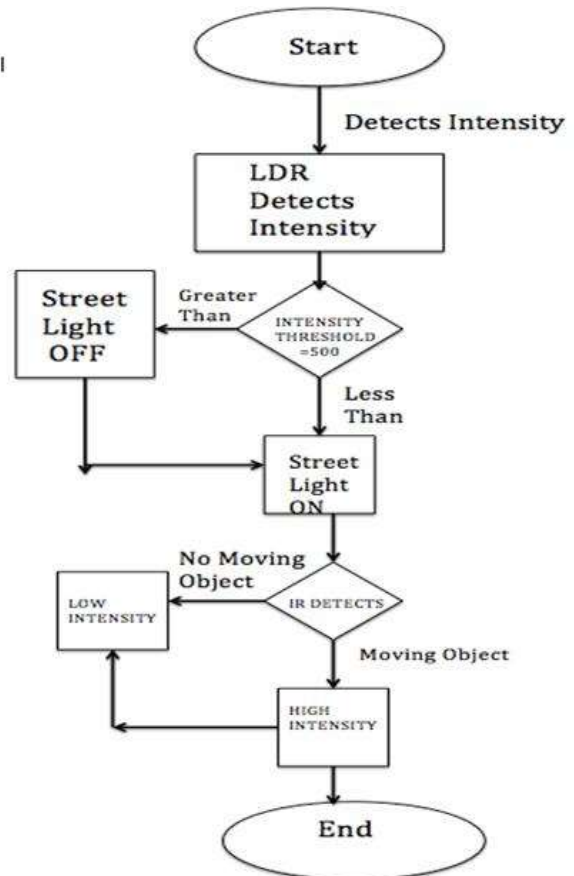 l
Start
Detects Intensity
LDR
Detects
Intensity
Greater
Than
Street
Light
OFF
INTENSITY
THRESHOLD
=500
Less
Than
Street
Light
ON
No Moving
Object
LOW
INTENSITY
IR DETECTS
Moving Object
HIGH
INTENSITY
End